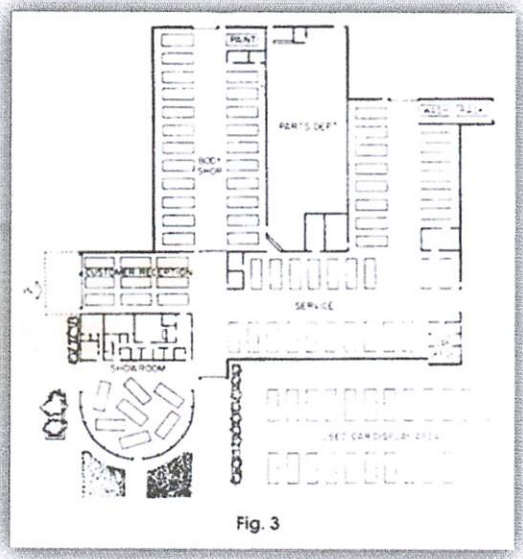 PAINT
PARTS DEPT
BODY
SHOP
CUSTOMER RECEPTION
SERVICE
SHOWROOM
USED CAR DISPLAY AREA
Fig. 3